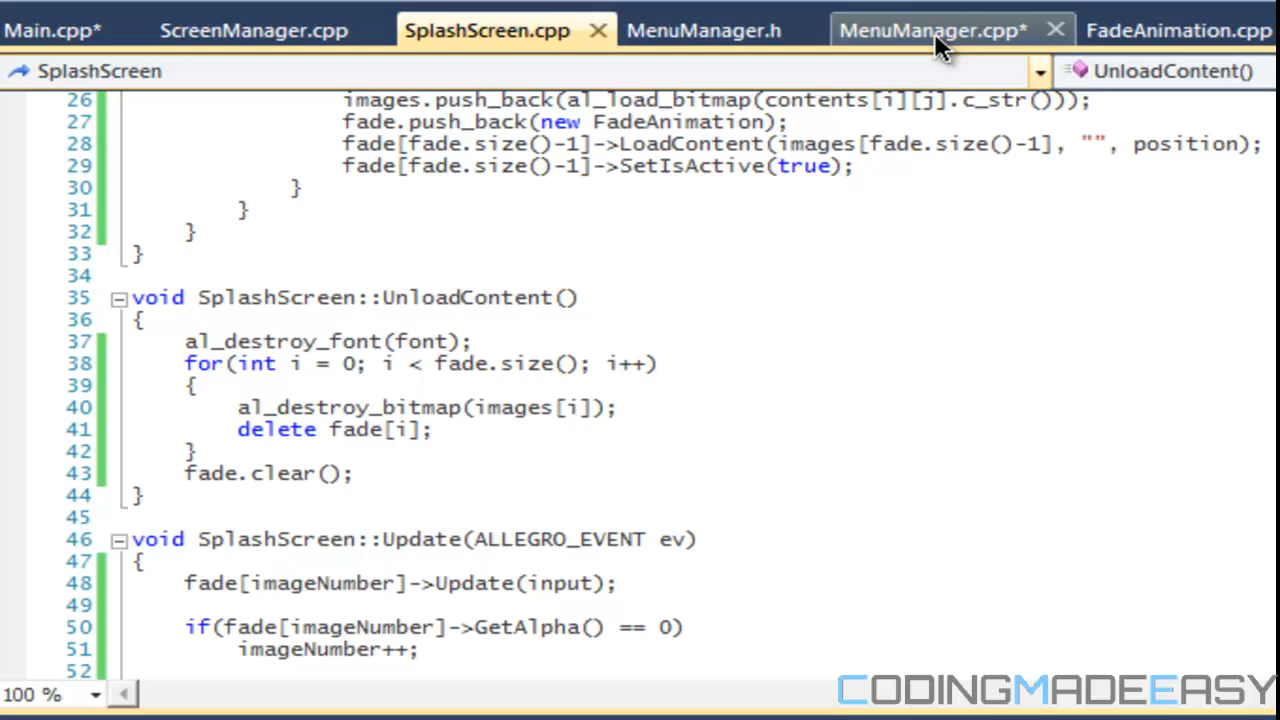 Main.cpp* ScreenManager.cpp SplashScreen.cpp MenuManager.h MenuManager.cpp* FadeAnimation.cpp
SplashScreen UnloadContent()
26 images.push_back(al_load_bitmap(contents[i][j].c_str()));
27 fade.push_back(new FadeAnimation);
28 fade[fade.size()-1]->LoadContent(images[fade.size()-1], "", position);
29 fade[fade.size()-1]->SetIsActive(true);
30 }
31 }
32 }
33 }
34
35 void SplashScreen::UnloadContent()
36 {
37 al_destroy_font(font);
38 for(int i = 0; i < fade.size(); i++)
39 {
40 al_destroy_bitmap(images[i]);
41 delete fade[i];
42 }
43 fade.clear();
44 }
45
46 void SplashScreen::Update(ALLEGRO_EVENT ev)
47 {
48 fade[imageNumber]->Update(input);
49
50 if(fade[imageNumber]->GetAlpha() == 0)
51 imageNumber++;
52
100 %
CODINGMADEEASY